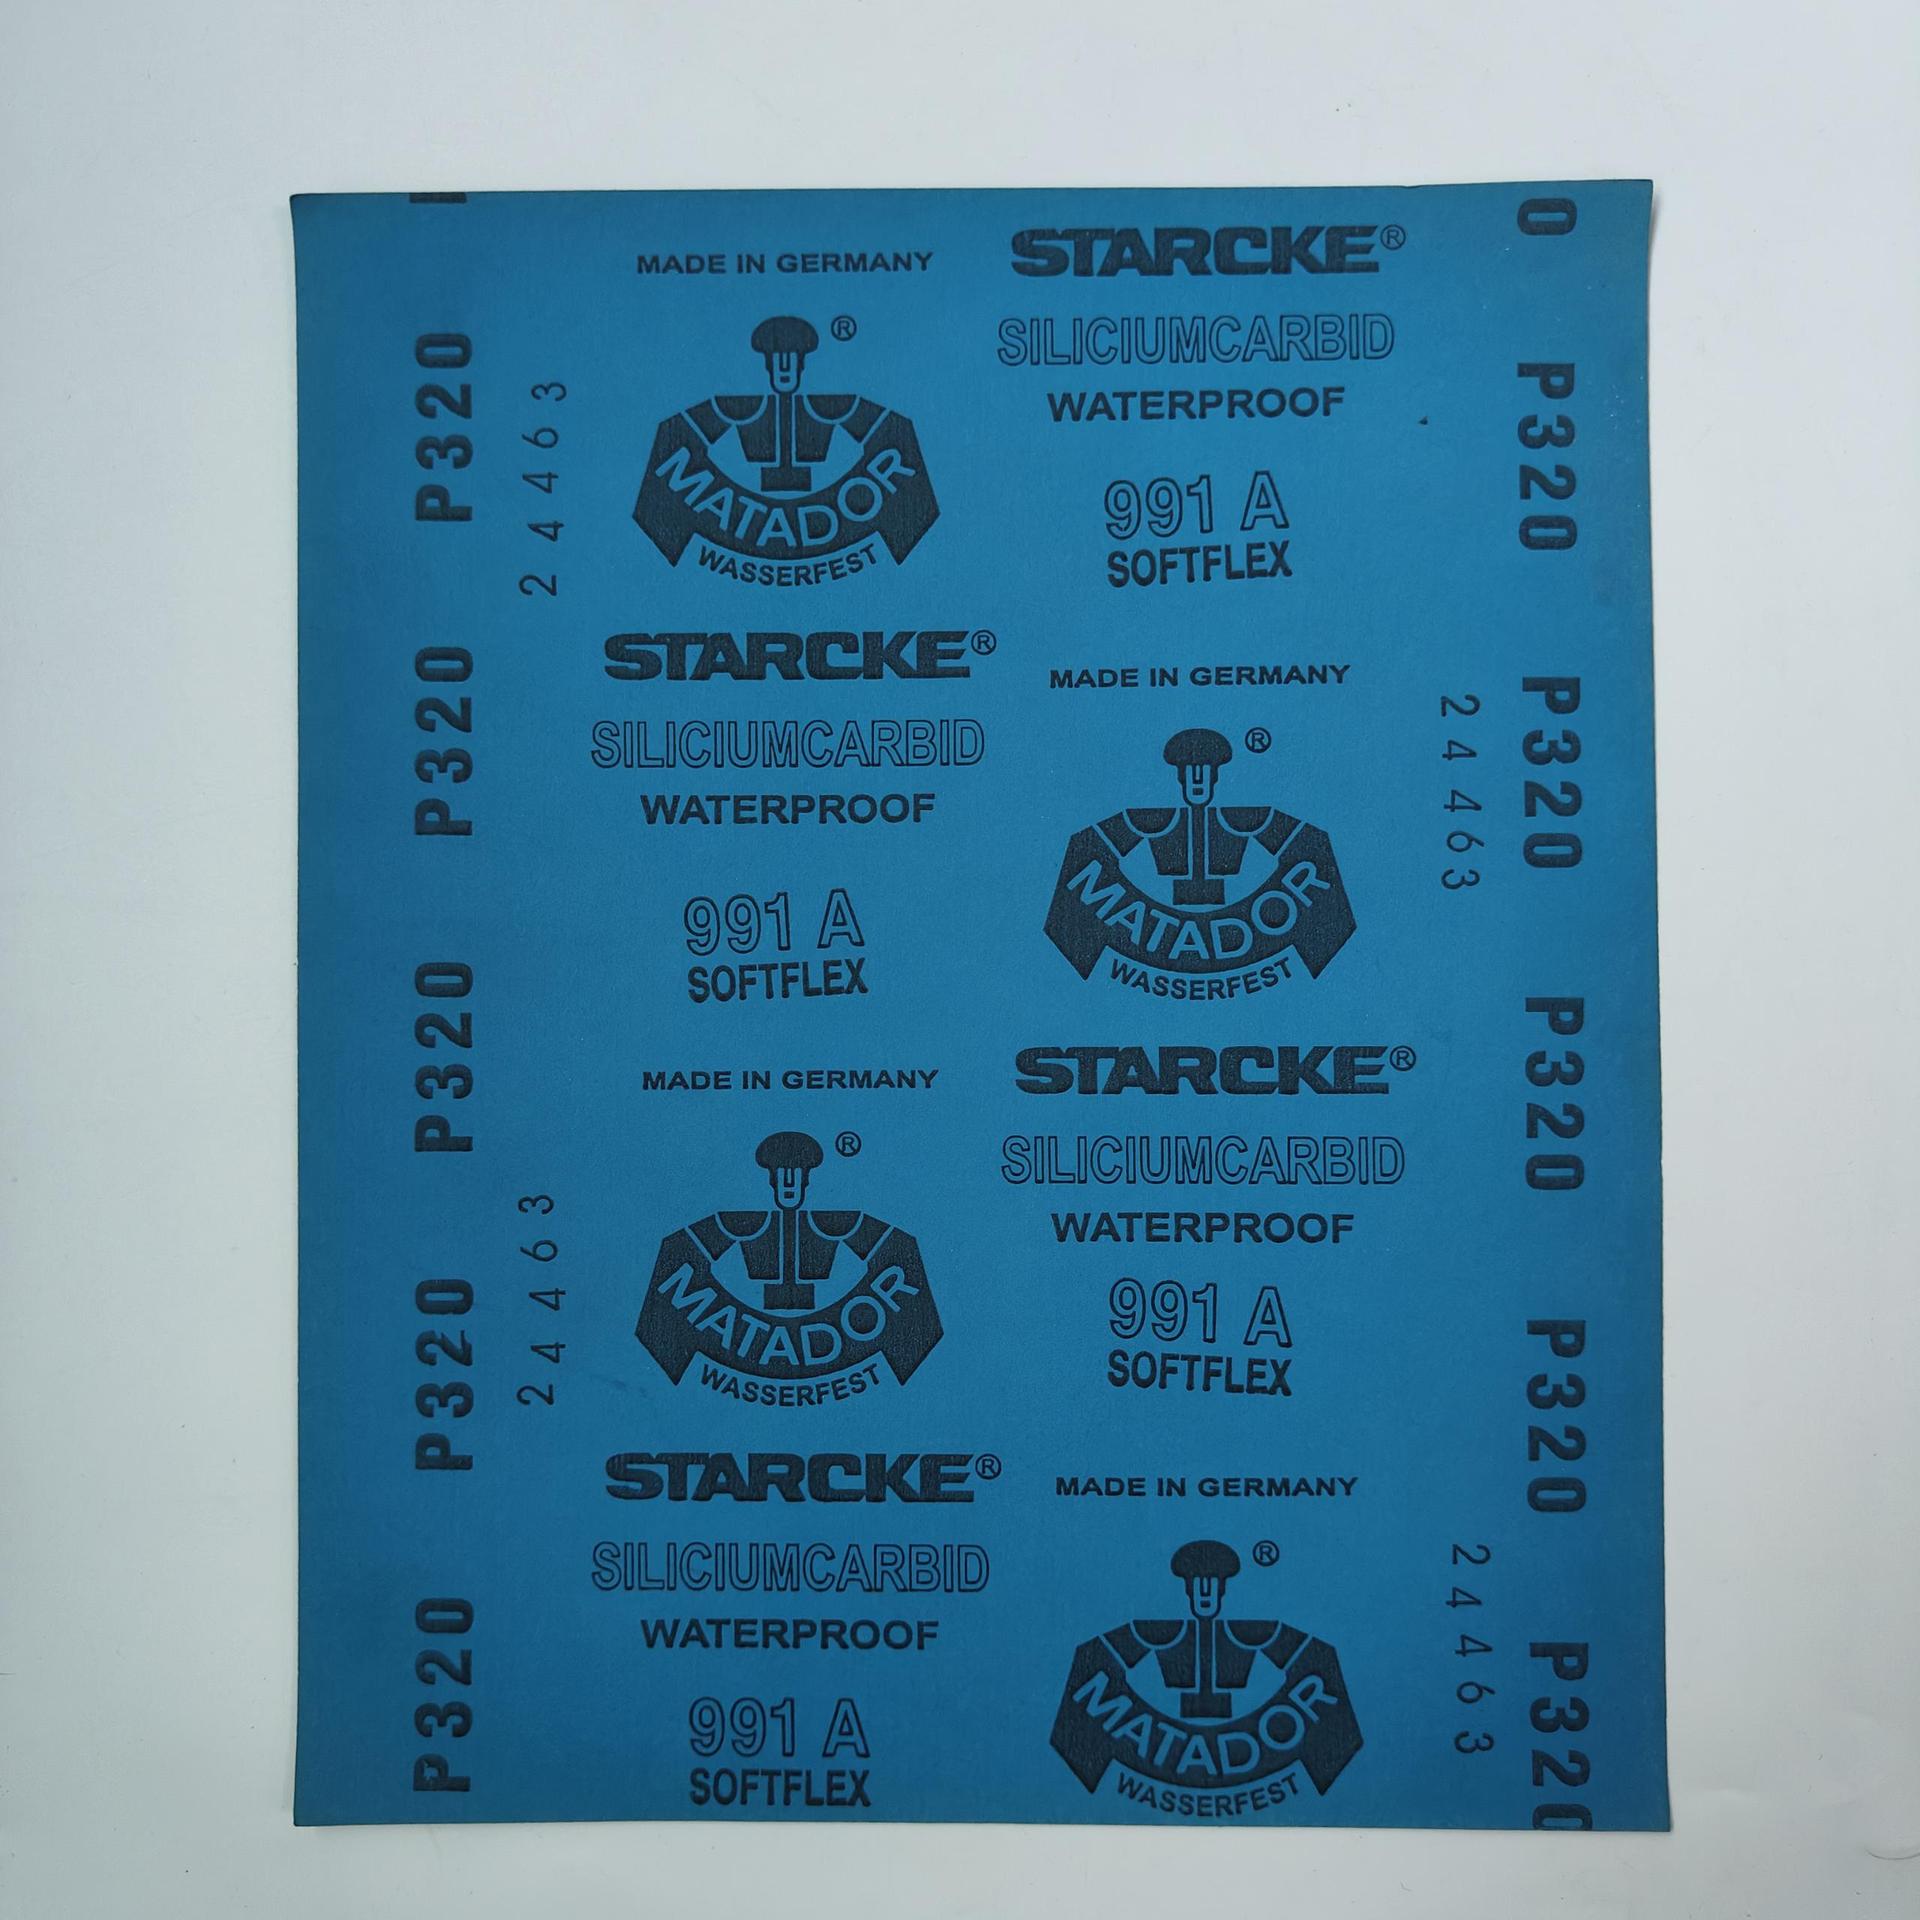 P320
P320
P320
P320
P320
24463
24463
MADE IN GERMANY
®
MATADOR
WASSERFEST
STARCKE®
SILICIUMCARBID
WATERPROOF
991 A
SOFTFLEX
MADE IN GERMANY
®
MATADOR
WASSERFEST
STARCKE®
SILICIUMCARBID
WATERPROOF
991 A
SOFTFLEX
STARCKE®
SILICIUMCARBID
WATERPROOF
991 A
SOFTFLEX
MADE IN GERMANY
®
MATADOR
WASSERFEST
STARCKE®
SILICIUMCARBID
WATERPROOF
991 A
SOFTFLEX
MADE IN GERMANY
®
MATADOR
WASSERFEST
24463
24463
0
P320
P320
P320
P320
P320